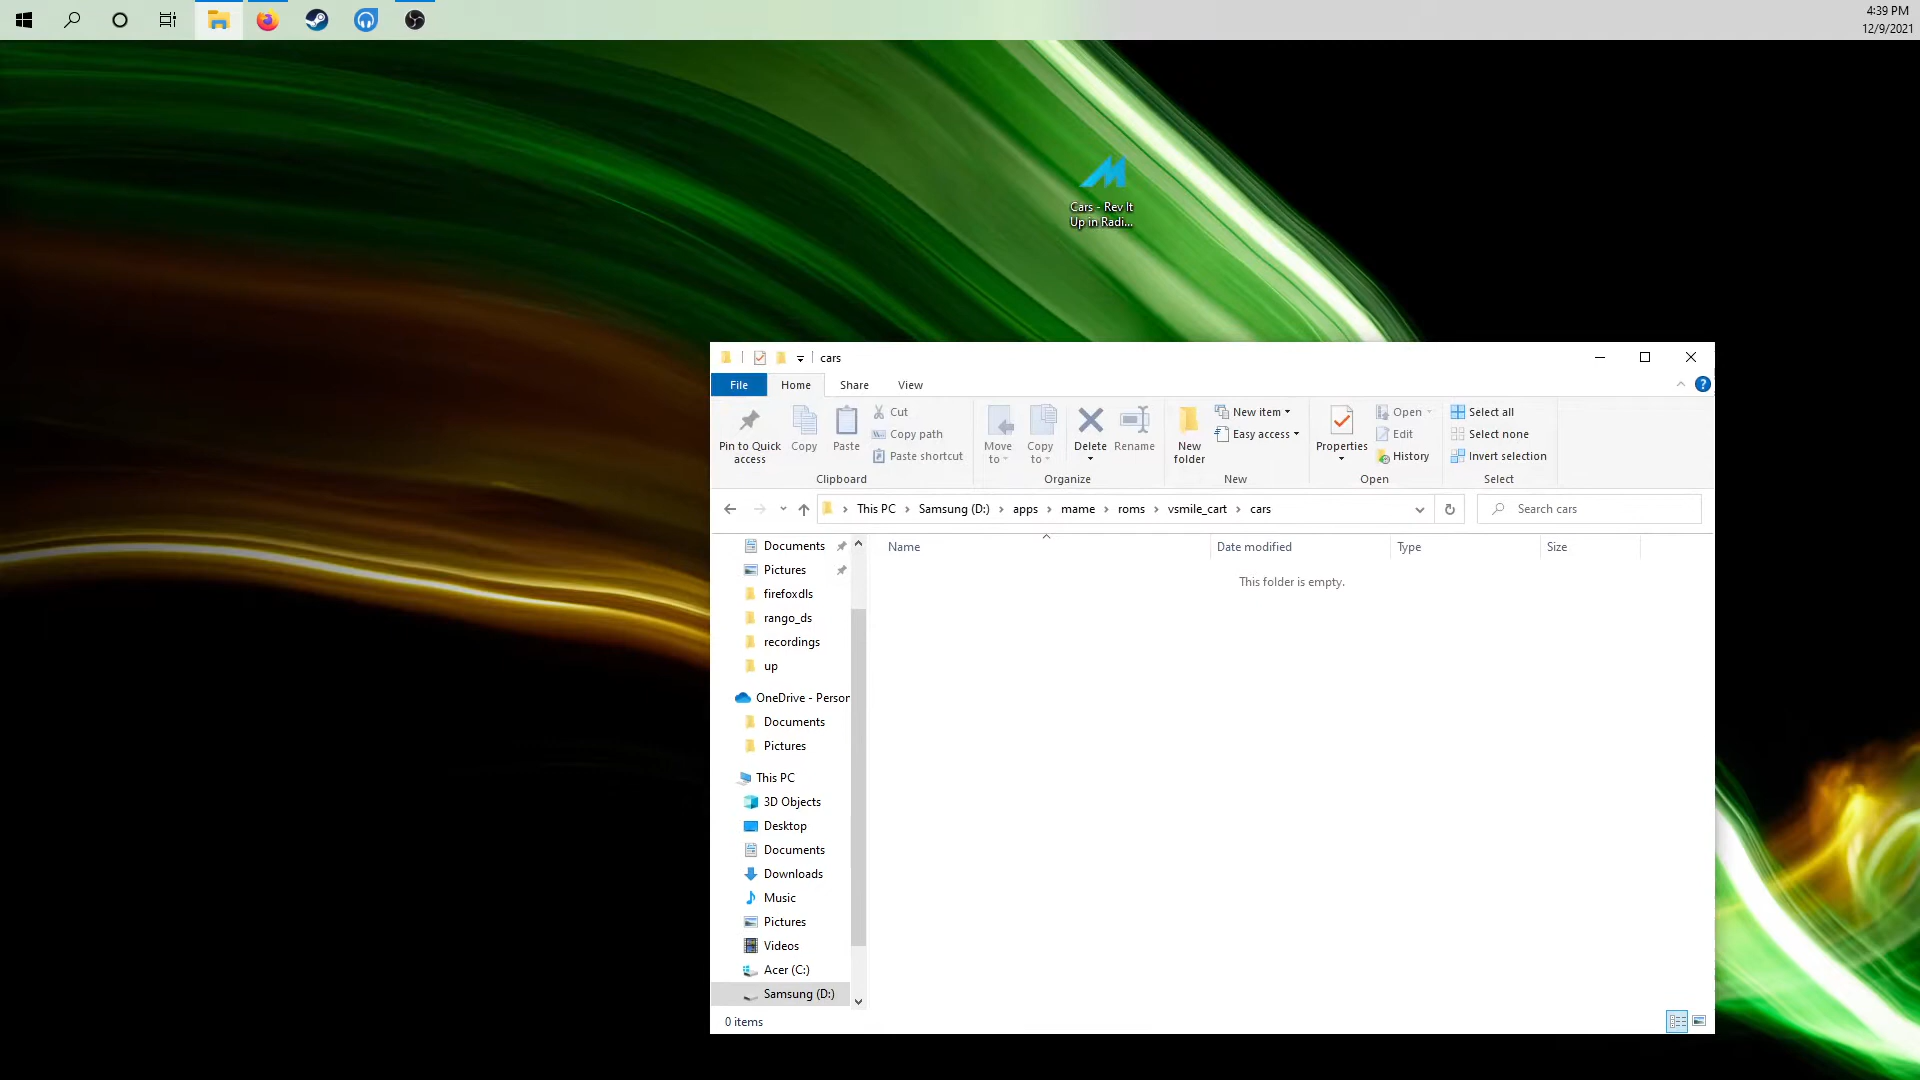 4:39 PM
12/9/2021
Cars - Rev It
Up in Radi...
cars
File
Home
Share
View
Pin to Quick
access
Copy
Paste
Cut
Copy path
Paste shortcut
Clipboard
Move
to
Copy
to
Delete
Rename
Organize
New
folder
New item
Easy access
New
Properties
Open
Edit
History
Open
Select all
Select none
Invert selection
Select
This PC
Samsung (D:)
apps
mame
roms
vsmile_cart
cars
Search cars
Name
Date modified
Type
Size
This folder is empty.
Documents
Pictures
firefoxdls
rango_ds
recordings
up
OneDrive - Person
Documents
Pictures
This PC
3D Objects
Desktop
Documents
Downloads
Music
Pictures
Videos
Acer (C:)
Samsung (D:)
0 items